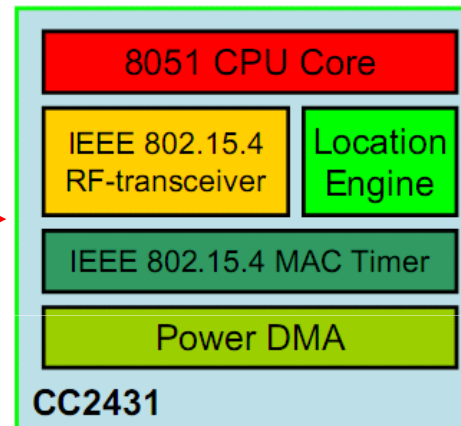 8051 CPU Core
IEEE 802.15.4
RF-transceiver
Location
Engine
IEEE 802.15.4 MAC Timer
Power DMA
CC2431